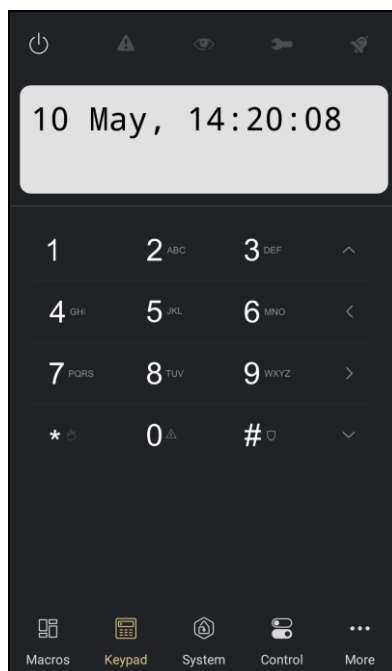 10 May, 14:20:08
1 2 ABC 3 DEF
4 GHI 5 JKL 6 MNO
7 PQRS 8 TUV 9 WXYZ
* 0 #
Macros Keypad System Control More